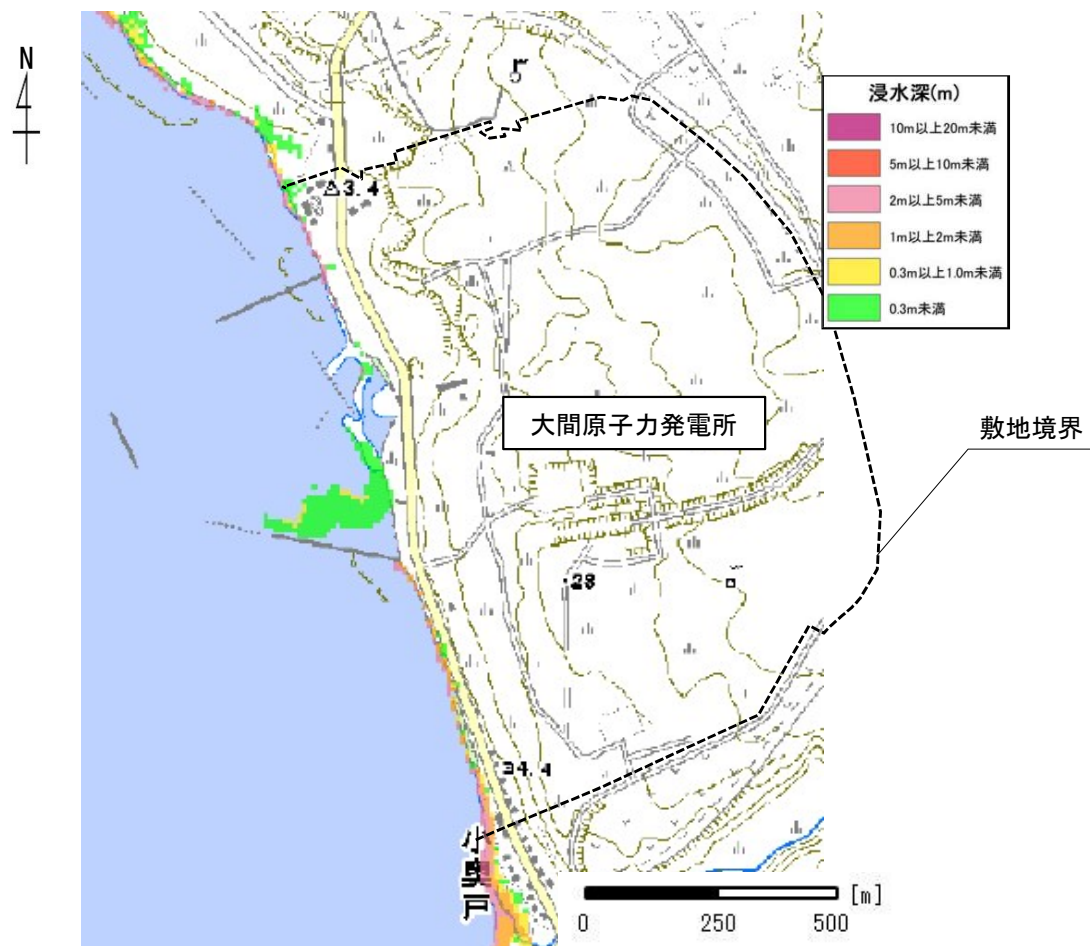 N
浸水深(m)
10m以上20m未満
5m以上10m未満
2m以上5m未満
1m以上2m未満
0.3m以上1.0m未満
0.3m未満
3.4
大間原子力発電所
敷地境界
28
4.4
小奥戸
[m]
0 250 500